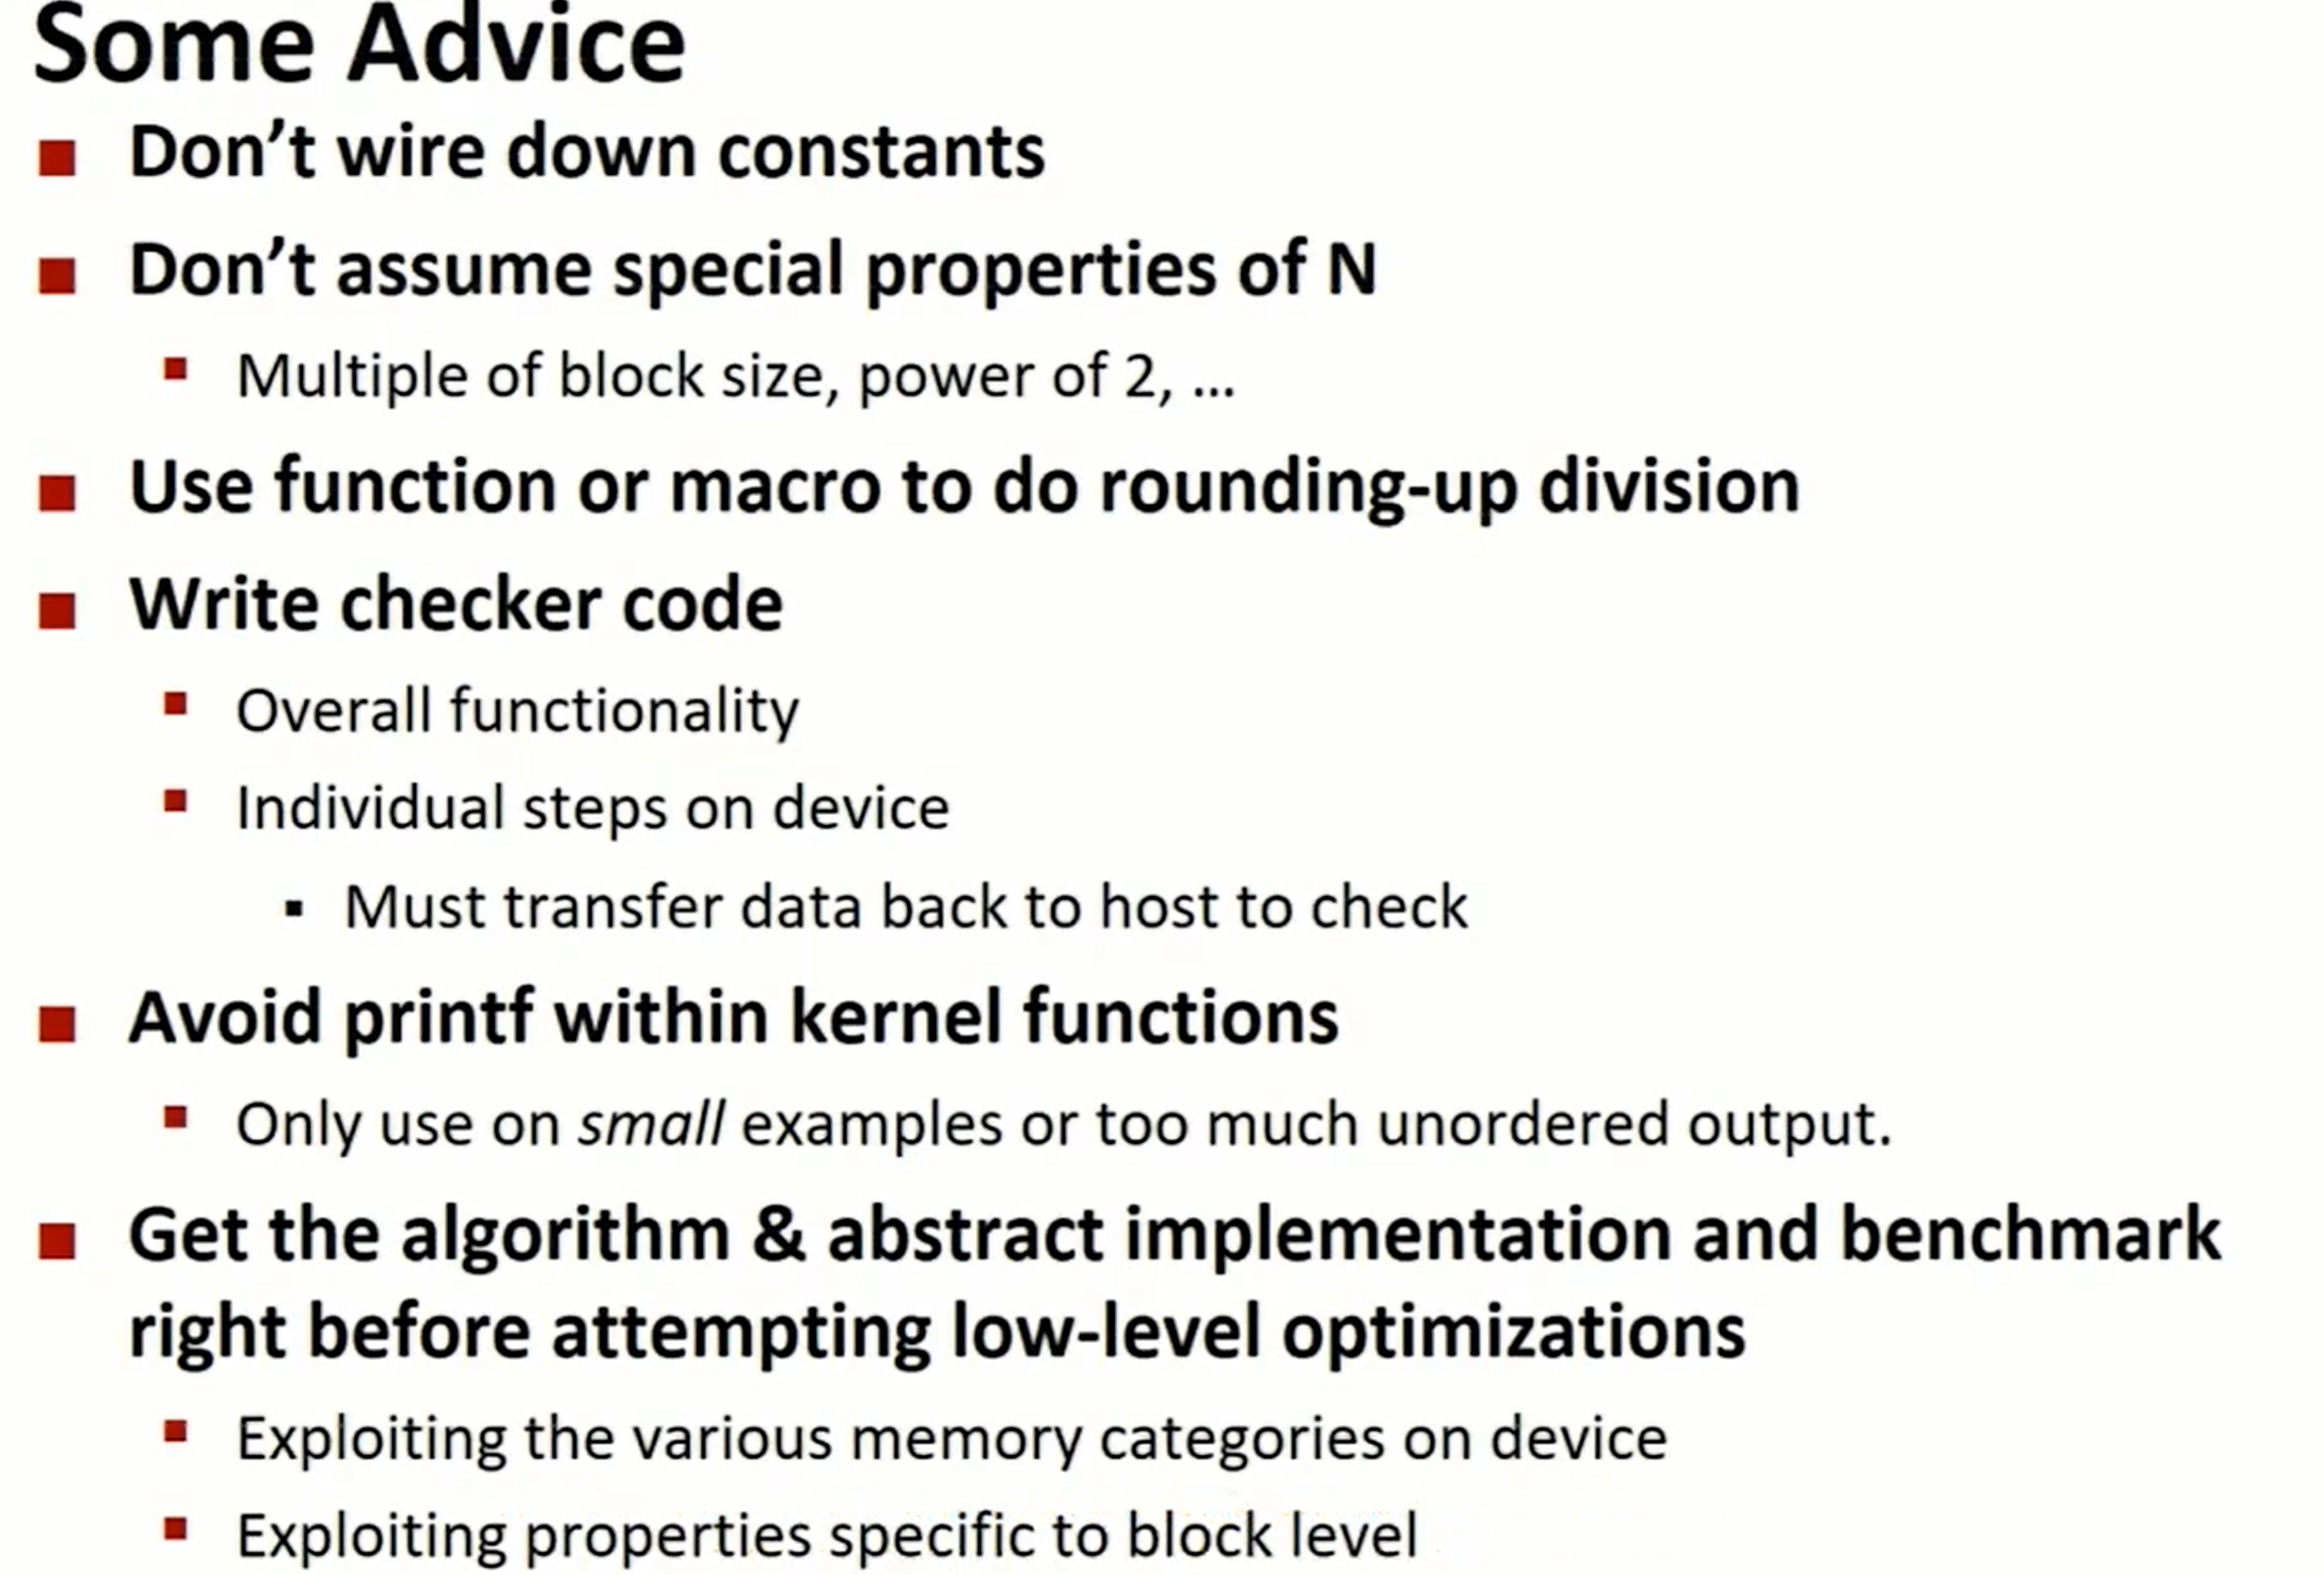 Some Advice
Don’t wire down constants
Don’t assume special properties of N
Multiple of block size, power of 2, …
Use function or macro to do rounding-up division
Write checker code
Overall functionality
Individual steps on device
Must transfer data back to host to check
Avoid printf within kernel functions
Only use on small examples or too much unordered output.
Get the algorithm & abstract implementation and benchmark
right before attempting low-level optimizations
Exploiting the various memory categories on device
Exploiting properties specific to block level